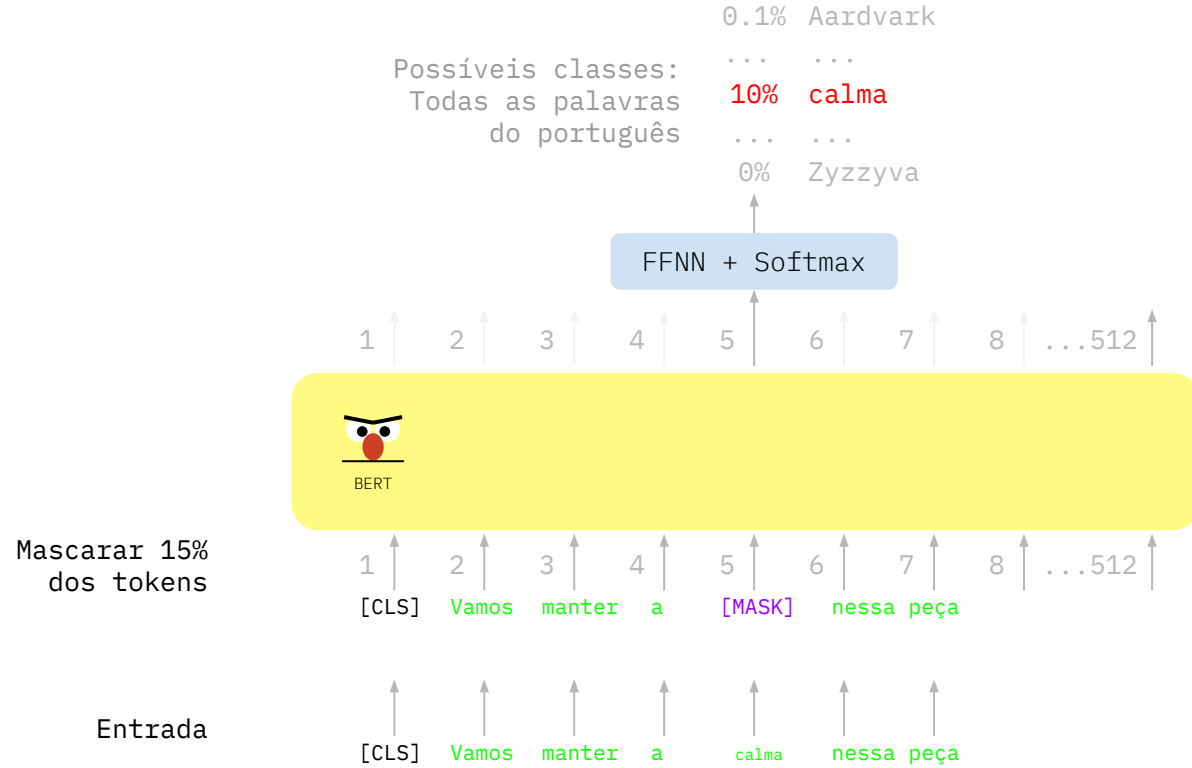 0.1% Aardvark
... ...
Possíveis classes:
Todas as palavras
do português
10% calma
... ...
0% Zyzzyva
FFNN + Softmax
1 2 3 4 5 6 7 8 ...512
BERT
Mascarar 15%
dos tokens
1 2 3 4 5 6 7 8 ...512
[CLS] Vamos manter a [MASK] nessa peça
Entrada
[CLS] Vamos manter a calma nessa peça